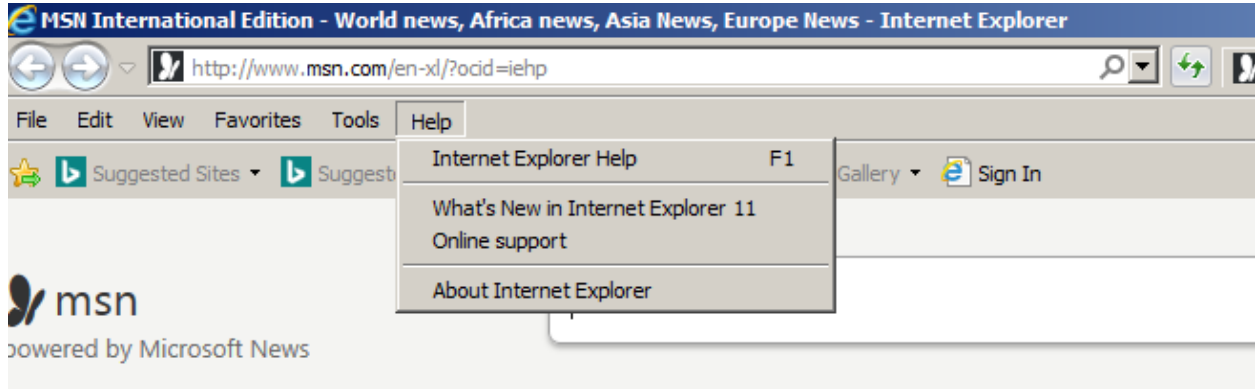 MSN International Edition - World news, Africa news, Asia News, Europe News - Internet Explorer
http://www.msn.com/en-xl/?ocid=iehp
File Edit View Favorites Tools Help
Internet Explorer Help F1
Suggested Sites Suggest Gallery Sign In
What's New in Internet Explorer 11
Online support
About Internet Explorer
msn
powered by Microsoft News